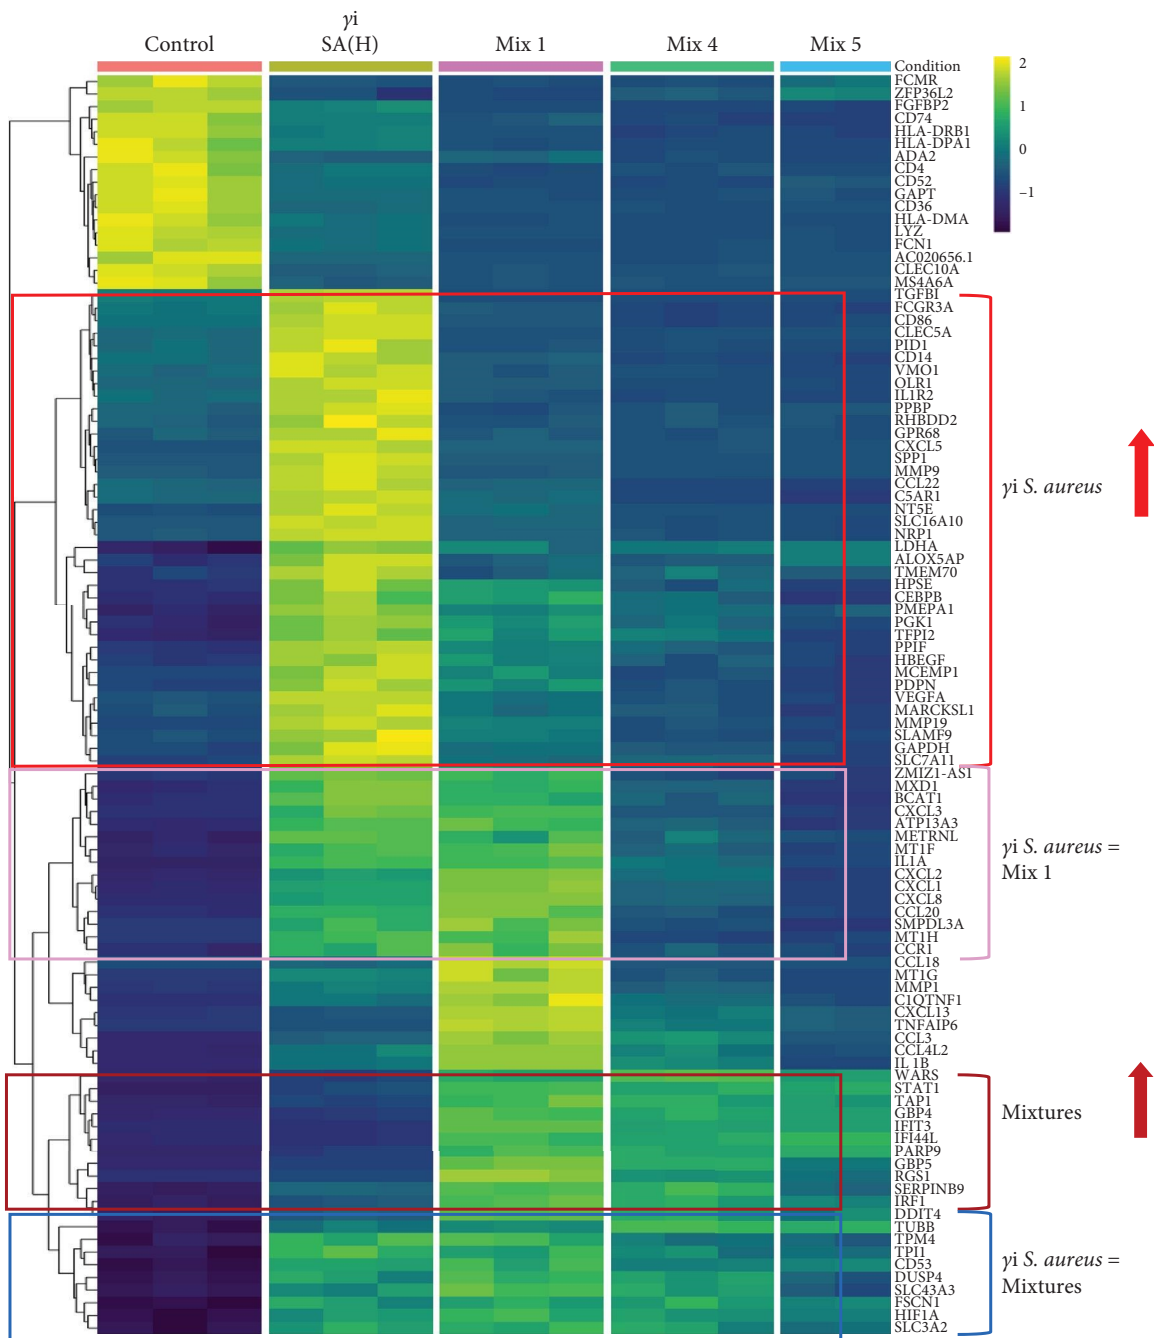 Control
γi
SA(H)
Mix 1
Mix 4
Mix 5
Condition
FCMR
ZFP36L2
FGFBP2
CD74
HLA-DRB1
HLA-DPA1
ADA2
CD4
CD52
GAPT
CD36
HLA-DMA
LYZ
FCN1
AC020656.1
CLEC10A
MS4A6A
TGFBI
FCGR3A
CD86
CLEC5A
PID1
CD14
VMO1
OLR1
IL1R2
PPBP
RHBDD2
GPR68
CXCL5
SPP1
MMP9
CCL22
C5AR1
NT5E
SLC16A10
NRP1
LDHA
ALOX5AP
TMEM70
HPSE
CEBPB
PMEPA1
PGK1
TFPI2
PPIF
HBEGF
MCEMP1
PDPN
VEGFA
MARCKSL1
MMP19
SLAMF9
GAPDH
SLC7A11
ZMIZ1-AS1
MXD1
BCAT1
CXCL3
ATP13A3
METRNL
MT1F
IL1A
CXCL2
CXCL1
CXCL8
CCL20
SMPDL3A
MT1H
CCR1
CCL18
MT1G
MMP1
C1QTNF1
CXCL13
TNFAIP6
CCL3
CCL4L2
IL 1B
WARS
STAT1
TAP1
GBP4
IFIT3
IFI44L
PARP9
GBP5
RGS1
SERPINB9
IRF1
DDIT4
TUBB
TPM4
TPI1
CD53
DUSP4
SLC43A3
FSCN1
HIF1A
SLC3A2
2
1
0
–1
γi S. aureus
γi S. aureus =
Mix 1
Mixtures
γi S. aureus =
Mixtures